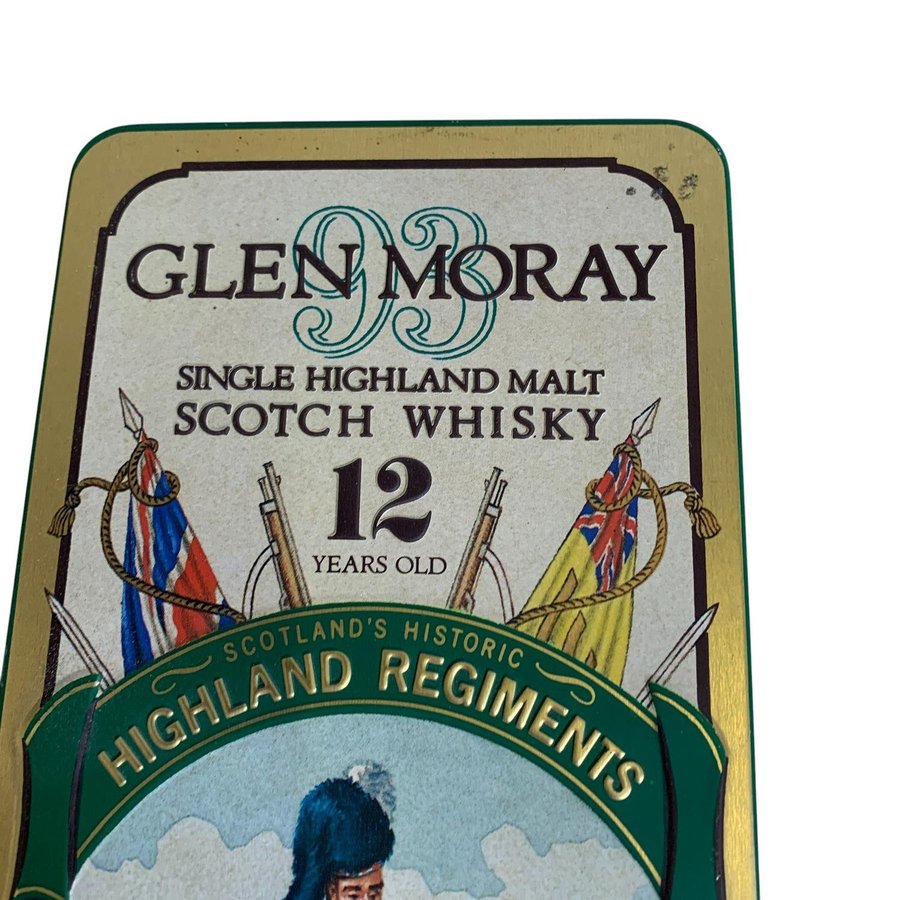 93
GLEN MORAY
SINGLE HIGHLAND MALT
SCOTCH WHISKY
12
YEARS OLD
SCOTLAND'S HISTORIC
HIGHLAND REGIMENTS